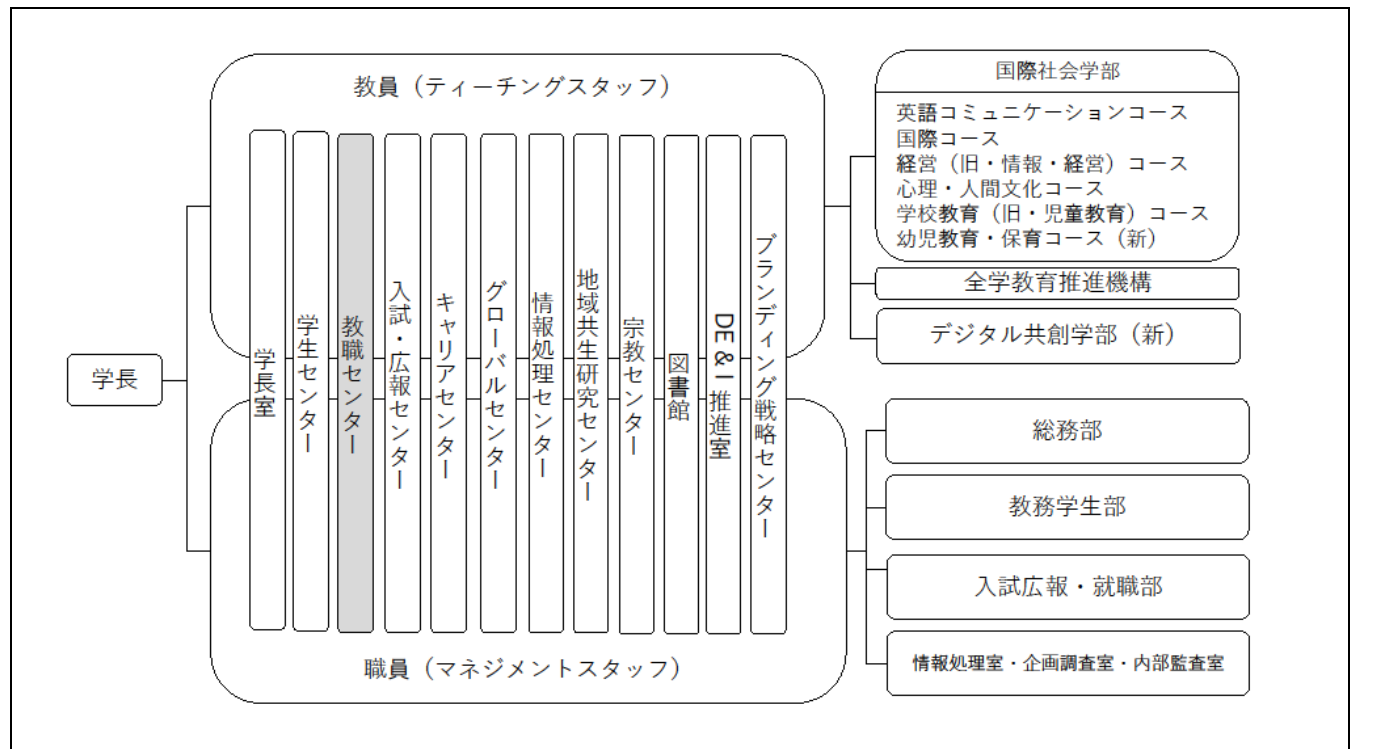 教員（ティーチングスタッフ）
国際社会学部
英語コミュニケーションコース
国際コース
経営（旧・情報・経営）コース
心理・人間文化コース
学校教育（旧・児童教育）コース
幼児教育・保育コース（新）
全学教育推進機構
デジタル共創学部（新）
学長
学長室
学生センター
教職センター
入試・広報センター
キャリアセンター
グローバルセンター
情報処理センター
地域共生研究センター
宗教センター
図書館
DE＆I推進室
ブランディング戦略センター
総務部
教務学生部
入試広報・就職部
情報処理室・企画調査室・内部監査室
職員（マネジメントスタッフ）